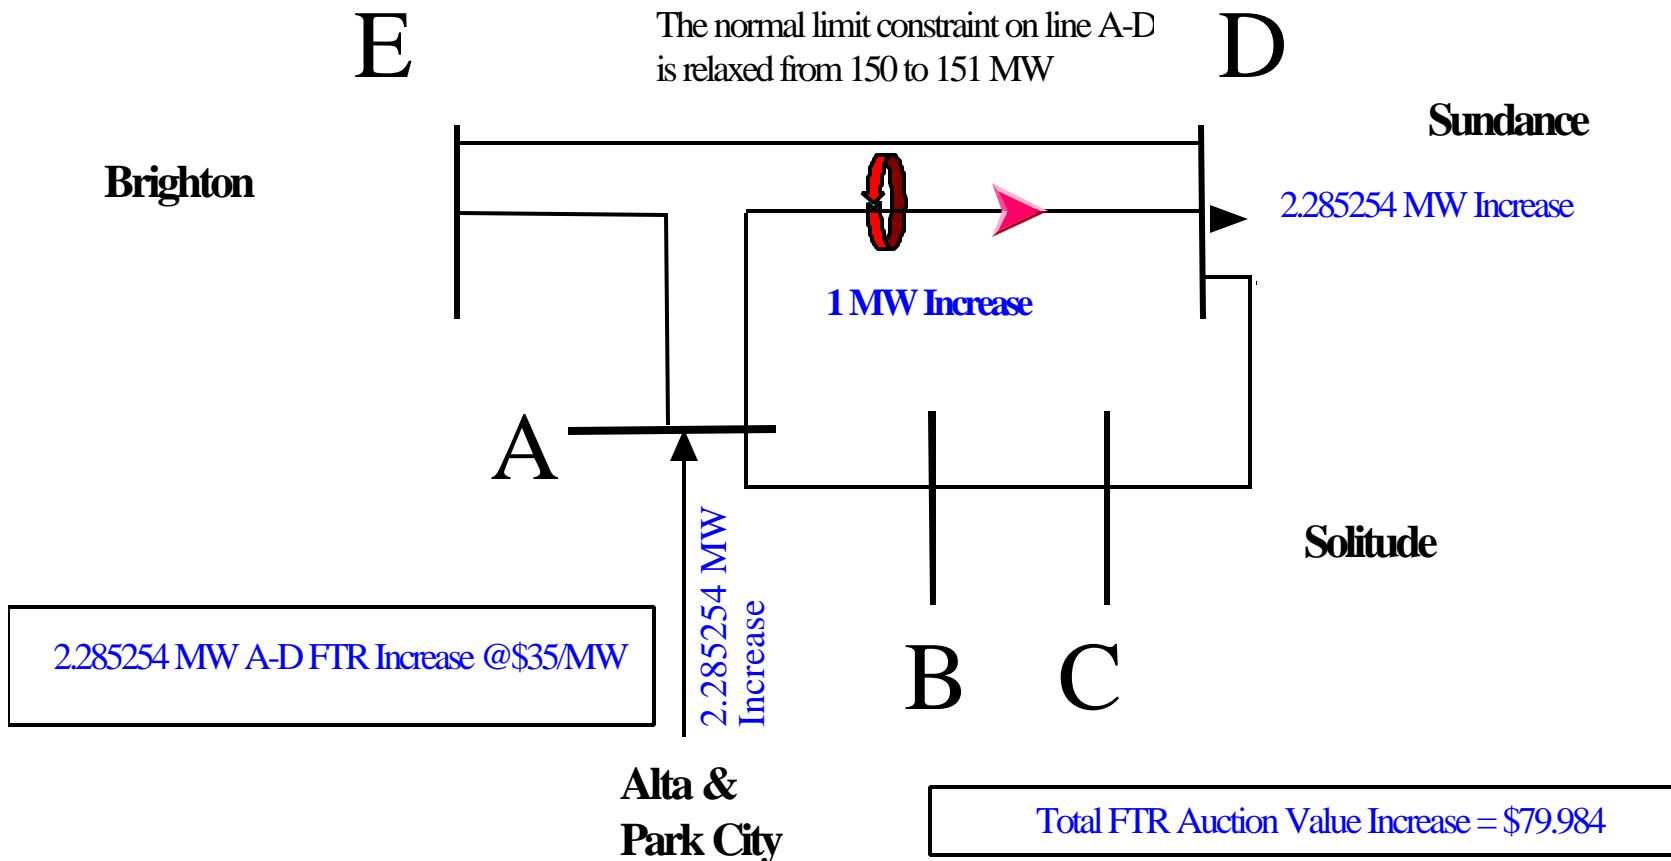 E
The normal limit constraint on line A-D
is relaxed from 150 to 151 MW
D
Sundance
Brighton
2.285254 MW Increase
1 MW Increase
A
2.285254 MW
Increase
Solitude
2.285254 MW A-D FTR Increase @$35/MW
B
C
Alta &
Park City
Total FTR Auction Value Increase = $79.984